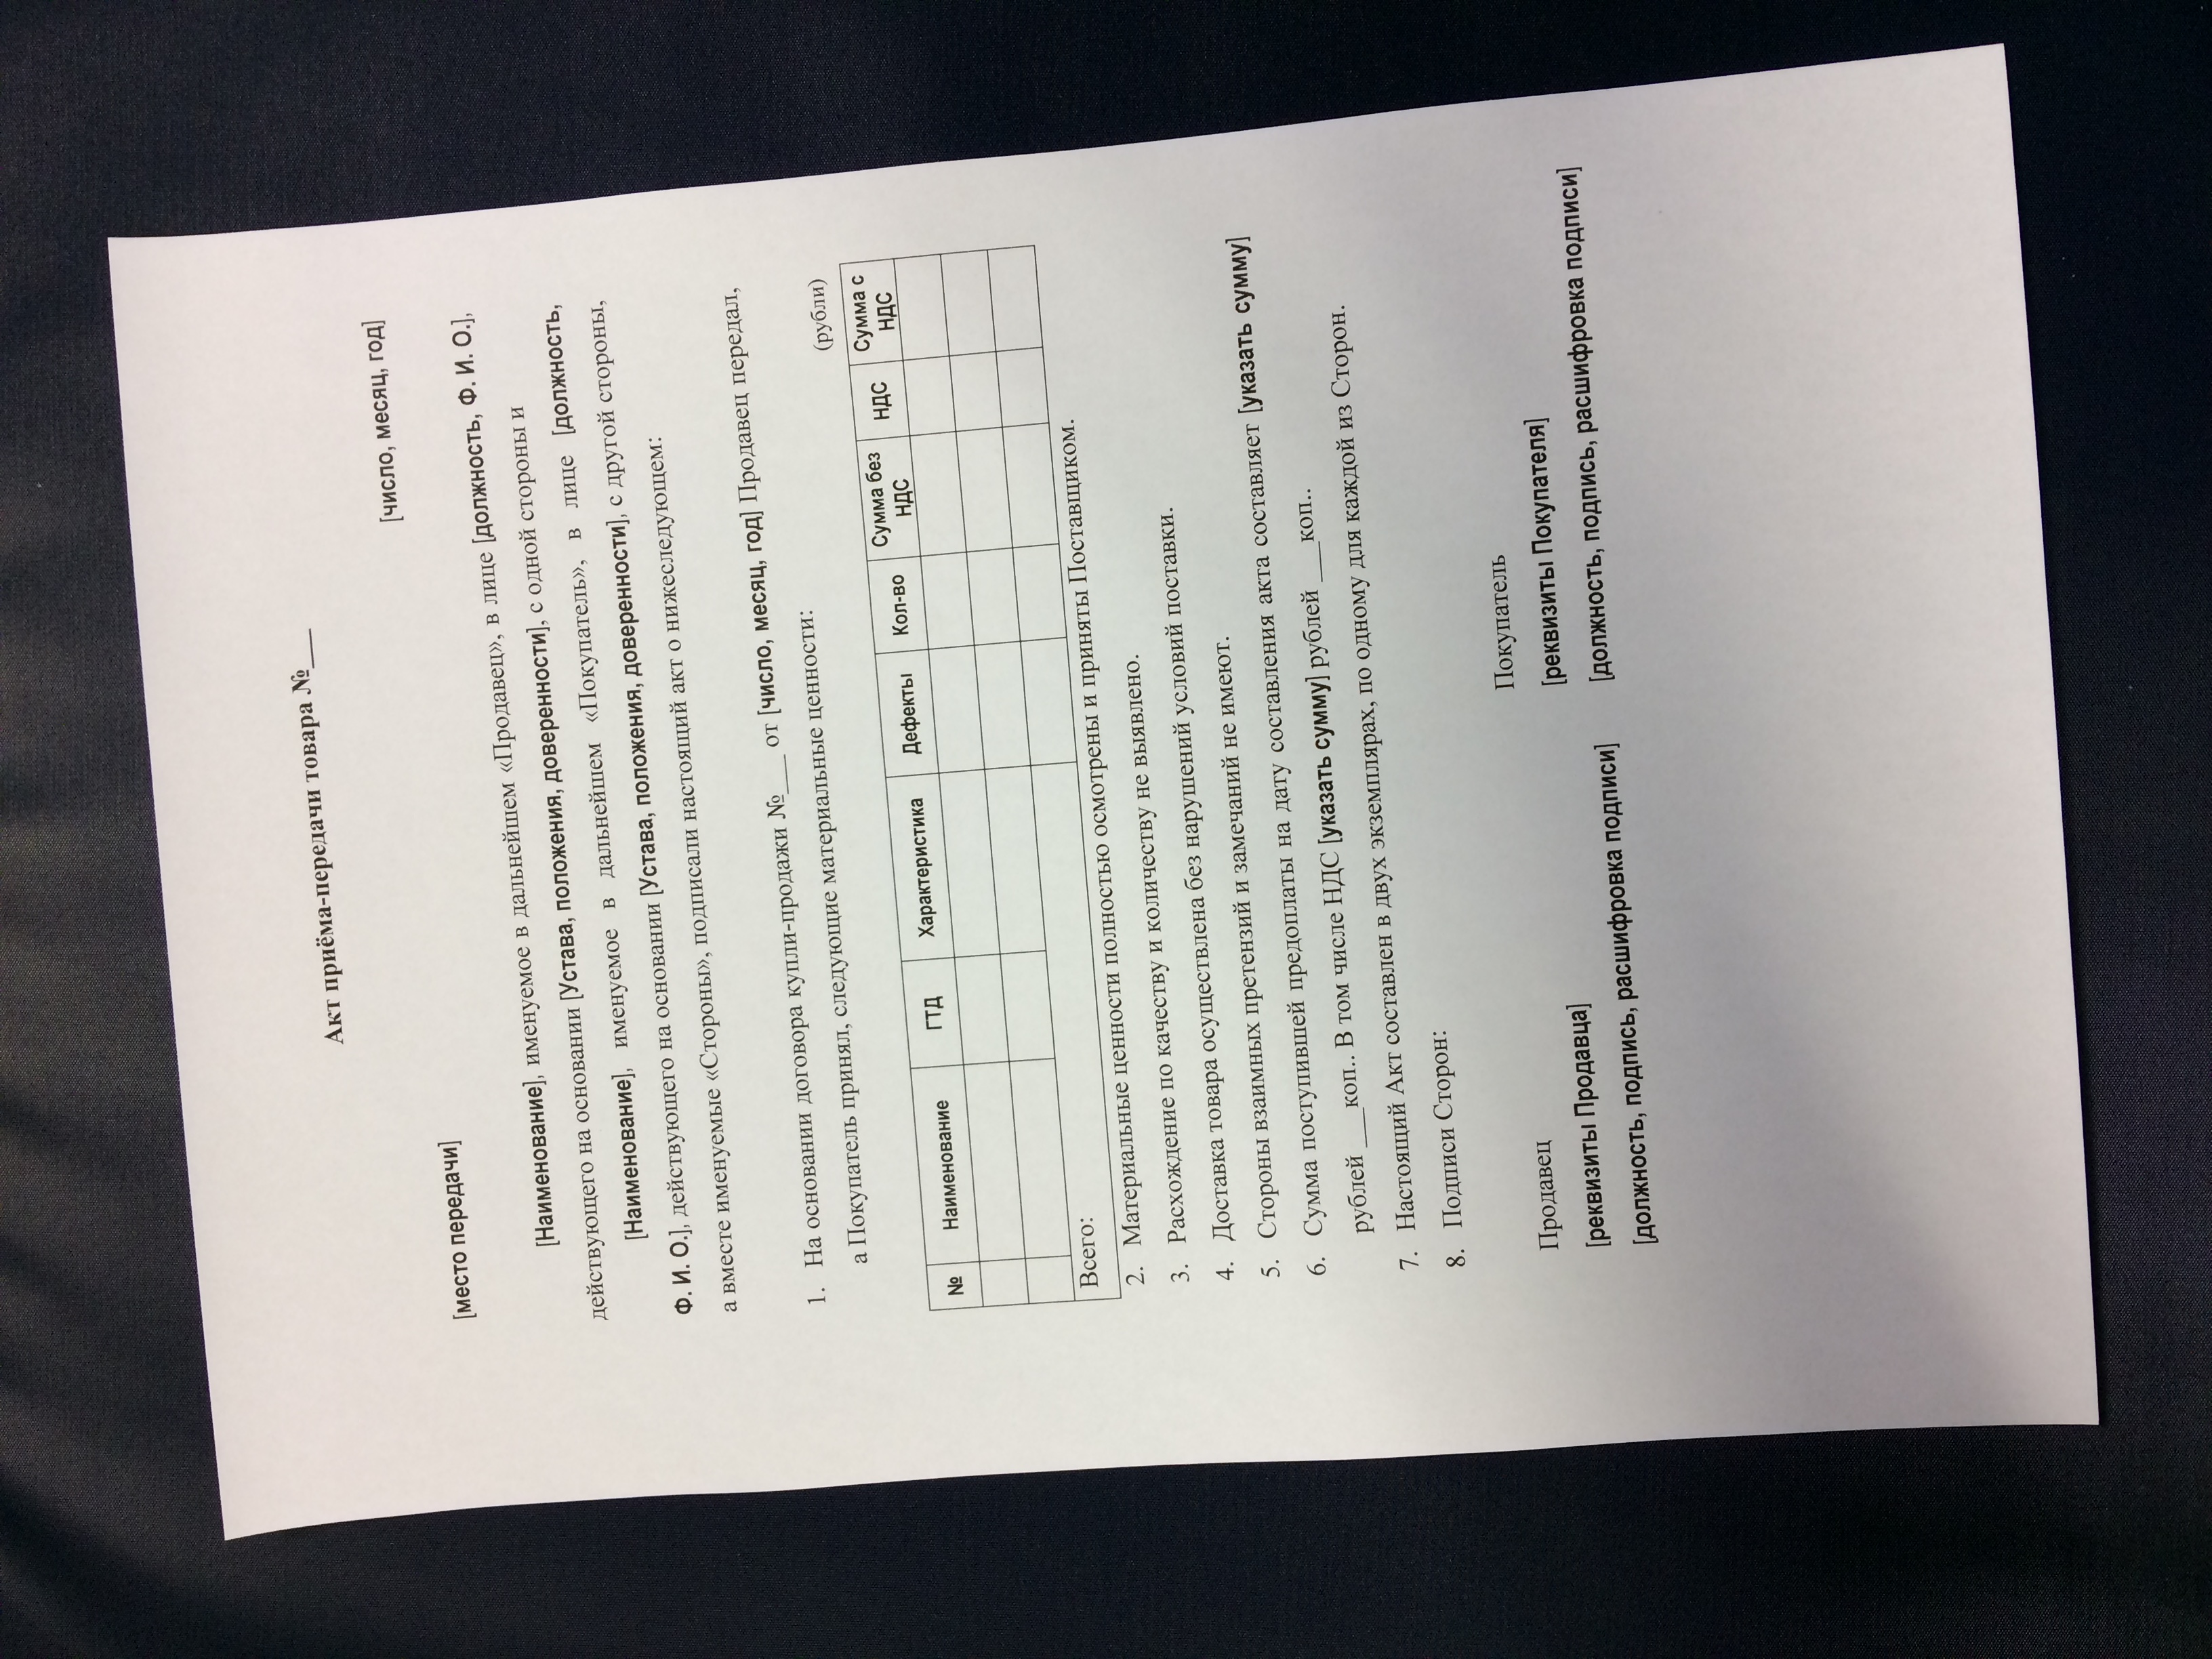 Акт приёма-передачи товара №___
[число, месяц, год]
[место передачи]
[Наименование], именуемое в дальнейшем «Продавец», в лице [должность, Ф. И. О.],
действующего на основании [Устава, положения, доверенности], с одной стороны и
[Наименование], именуемое в дальнейшем «Покупатель», в лице [должность,
Ф. И. О.], действующего на основании [Устава, положения, доверенности], с другой стороны,
а вместе именуемые «Стороны», подписали настоящий акт о нижеследующем:
1. На основании договора купли-продажи №___ от [число, месяц, год] Продавец передал,
а Покупатель принял, следующие материальные ценности:
(рубли)
№ Наименование ГТД Характеристика Дефекты Кол-во Сумма без НДС НДС Сумма с НДС
Всего:
2. Материальные ценности полностью осмотрены и приняты Поставщиком.
3. Расхождение по качеству и количеству не выявлено.
4. Доставка товара осуществлена без нарушений условий поставки.
5. Стороны взаимных претензий и замечаний не имеют.
6. Сумма поступившей предоплаты на дату составления акта составляет [указать сумму]
рублей ___коп.. В том числе НДС [указать сумму] рублей ___коп..
7. Настоящий Акт составлен в двух экземплярах, по одному для каждой из Сторон.
8. Подписи Сторон:
Продавец
[реквизиты Продавца]
[должность, подпись, расшифровка подписи]
Покупатель
[реквизиты Покупателя]
[должность, подпись, расшифровка подписи]